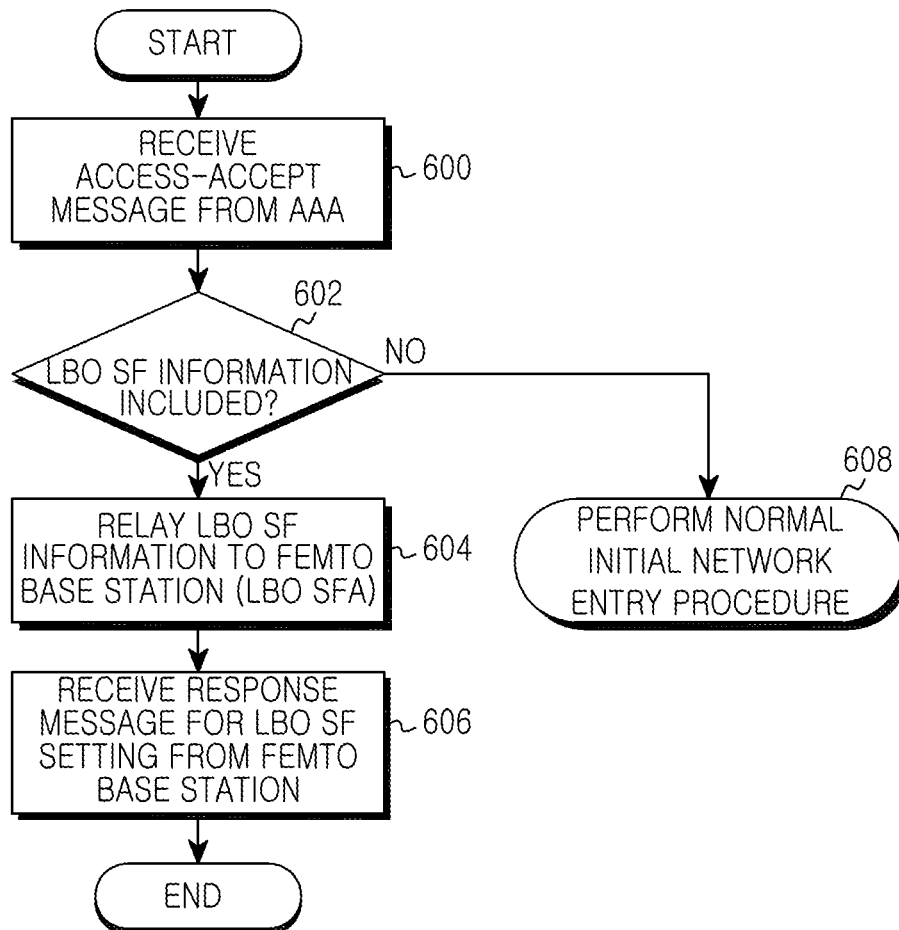 START
RECEIVE
ACCESS-ACCEPT
MESSAGE FROM AAA
600
602
LBO SF INFORMATION
INCLUDED?
NO
YES
RELAY LBO SF
INFORMATION TO FEMTO
BASE STATION (LBO SFA)
604
608
PERFORM NORMAL
INITIAL NETWORK
ENTRY PROCEDURE
RECEIVE RESPONSE
MESSAGE FOR LBO SF
SETTING FROM FEMTO
BASE STATION
606
END